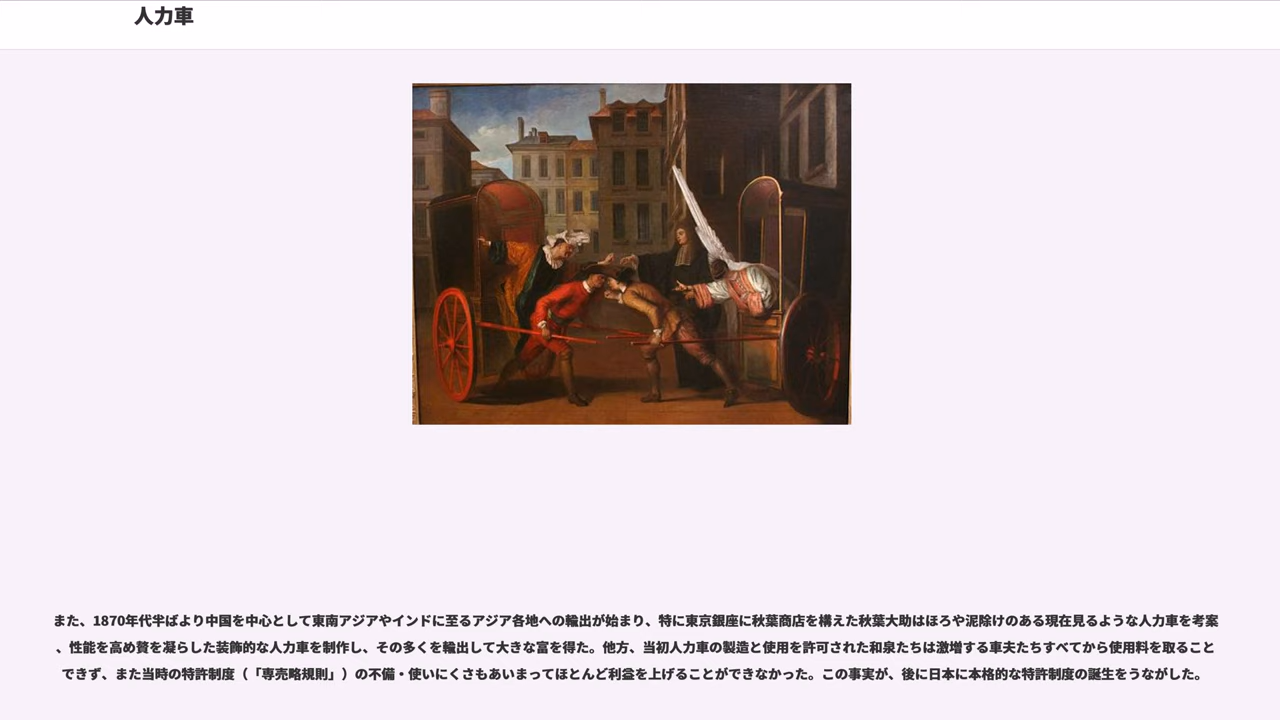 人力車
また、1870年代半ばより中国を中心として東南アジアやインドに至るアジア各地への輸出が始まり、特に東京銀座に秋葉商店を構えた秋葉大助はほろや泥除けのある現在見るような人力車を考案
、性能を高め贅を凝らした装飾的な人力車を制作し、その多くを輸出して大きな富を得た。他方、当初人力車の製造と使用を許可された和泉たちは激増する車夫たちすべてから使用料を取ること
できず、また当時の特許制度（「専売略規則」）の不備・使いにくさもあいまってほとんど利益を上げることができなかった。この事実が、後に日本に本格的な特許制度の誕生をうながした。